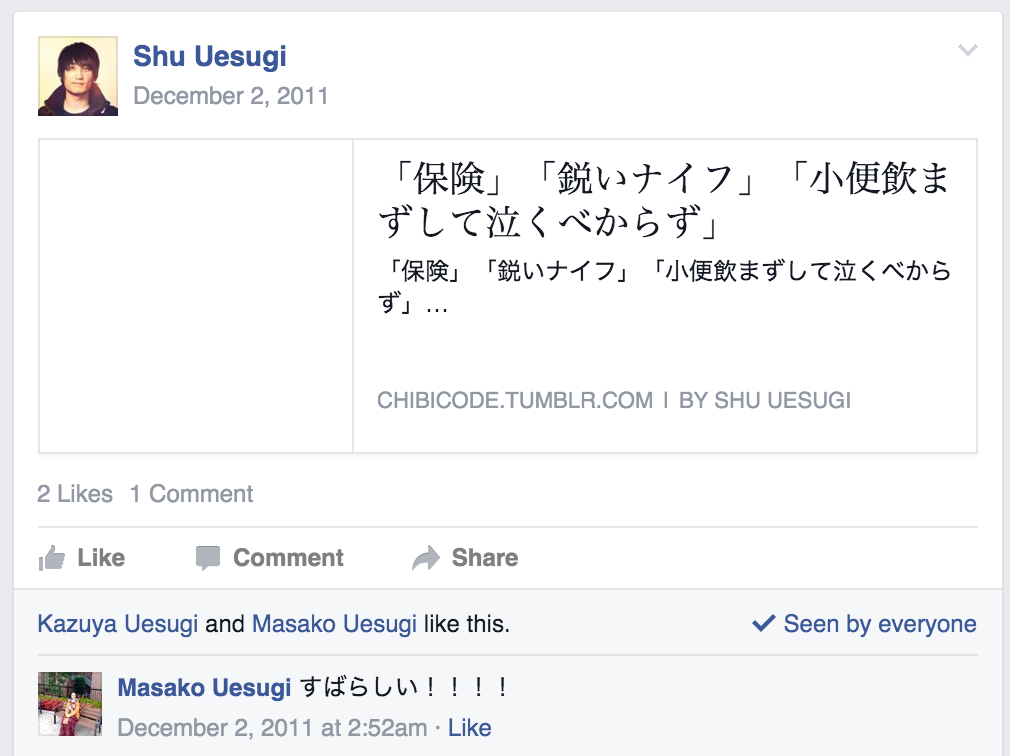 Shu Uesugi
December 2, 2011
「保険」「鋭いナイフ」「小便飲ま
ずして泣くべからず」
「保険」「鋭いナイフ」「小便飲まずして泣くべから
ず」...
CHIBICODE.TUMBLR.COM | BY SHU UESUGI
2 Likes 1 Comment
Like Comment Share
Kazuya Uesugi and Masako Uesugi like this. Seen by everyone
Masako Uesugi すばらしい！！！！
December 2, 2011 at 2:52am · Like